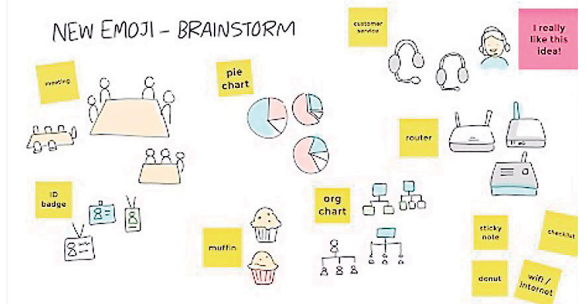 NEW EMOJI - BRAINSTORM
customer
service
I really
like this
idea!
meeting
pie
chart
router
ID
badge
org
chart
muffin
sticky
note
checklist
donut
wifi /
internet